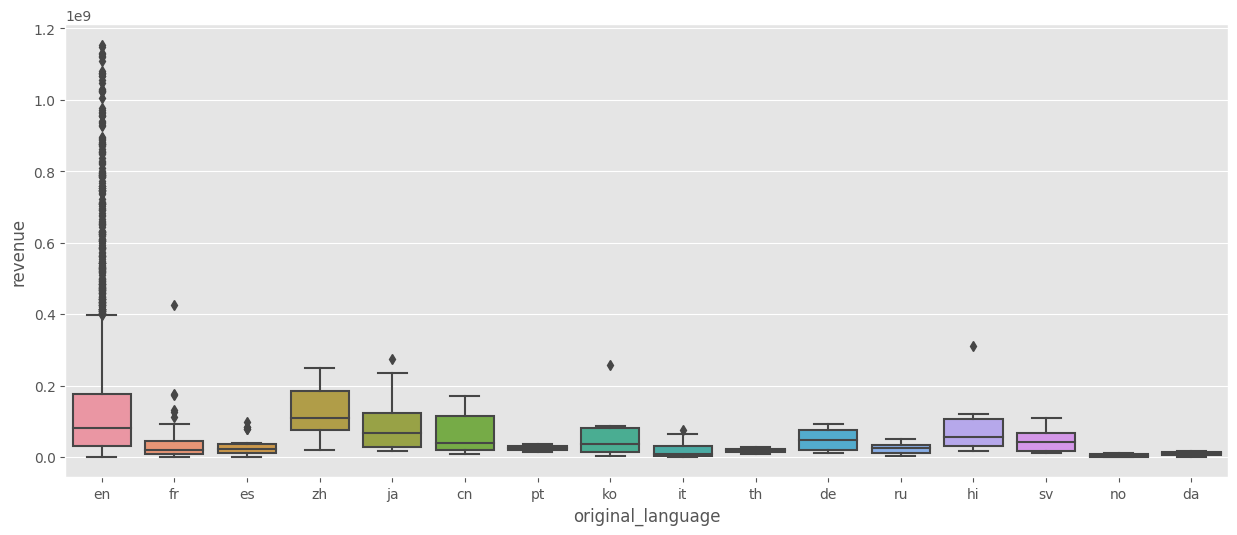 1e9
1.2
1.0
0.8
0.6
0.4
0.2
0.0
revenue
en fr es zh ja cn pt ko it th de ru hi sv no da
original_language